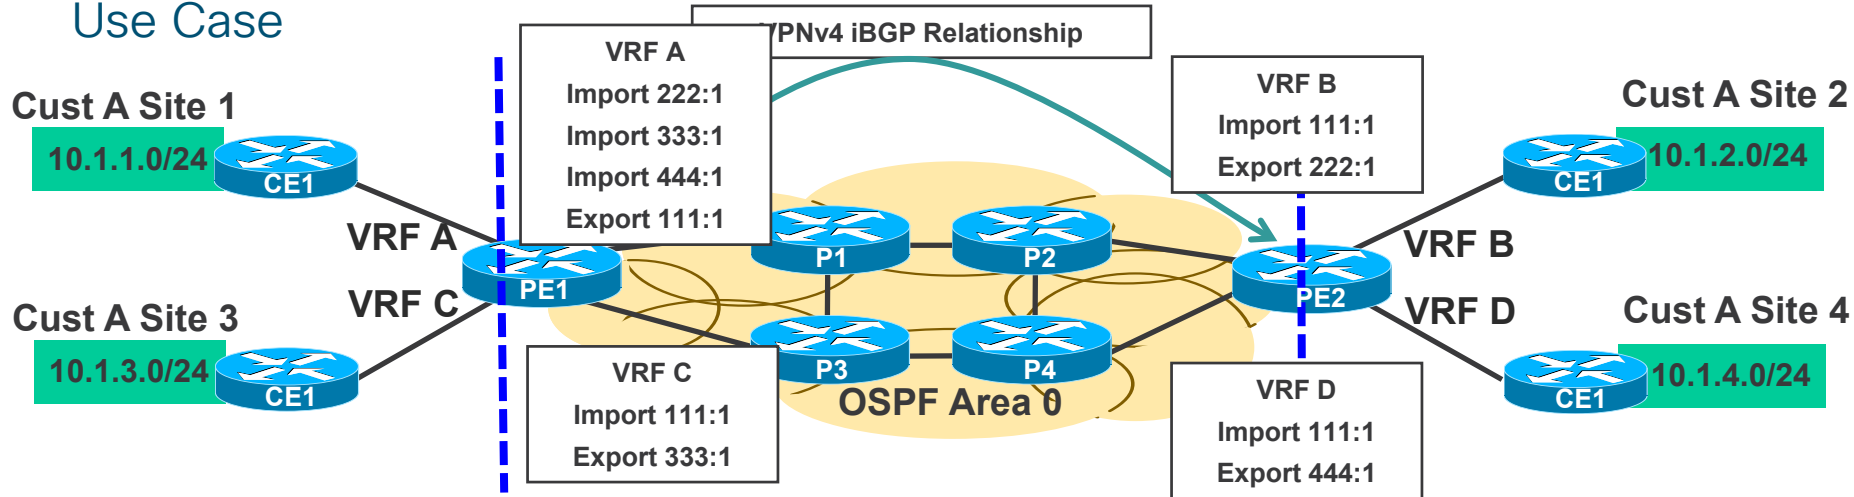 Use Case
VPNv4 iBGP Relationship
VRF A
Import 222:1
Import 333:1
Import 444:1
Export 111:1
VRF B
Import 111:1
Export 222:1
Cust A Site 1
10.1.1.0/24
CE1
Cust A Site 2
10.1.2.0/24
CE1
VRF A
PE1
VRF C
P1
P2
P3
P4
OSPF Area 0
VRF B
PE2
VRF D
Cust A Site 3
10.1.3.0/24
CE1
Cust A Site 4
10.1.4.0/24
CE1
VRF C
Import 111:1
Export 333:1
VRF D
Import 111:1
Export 444:1